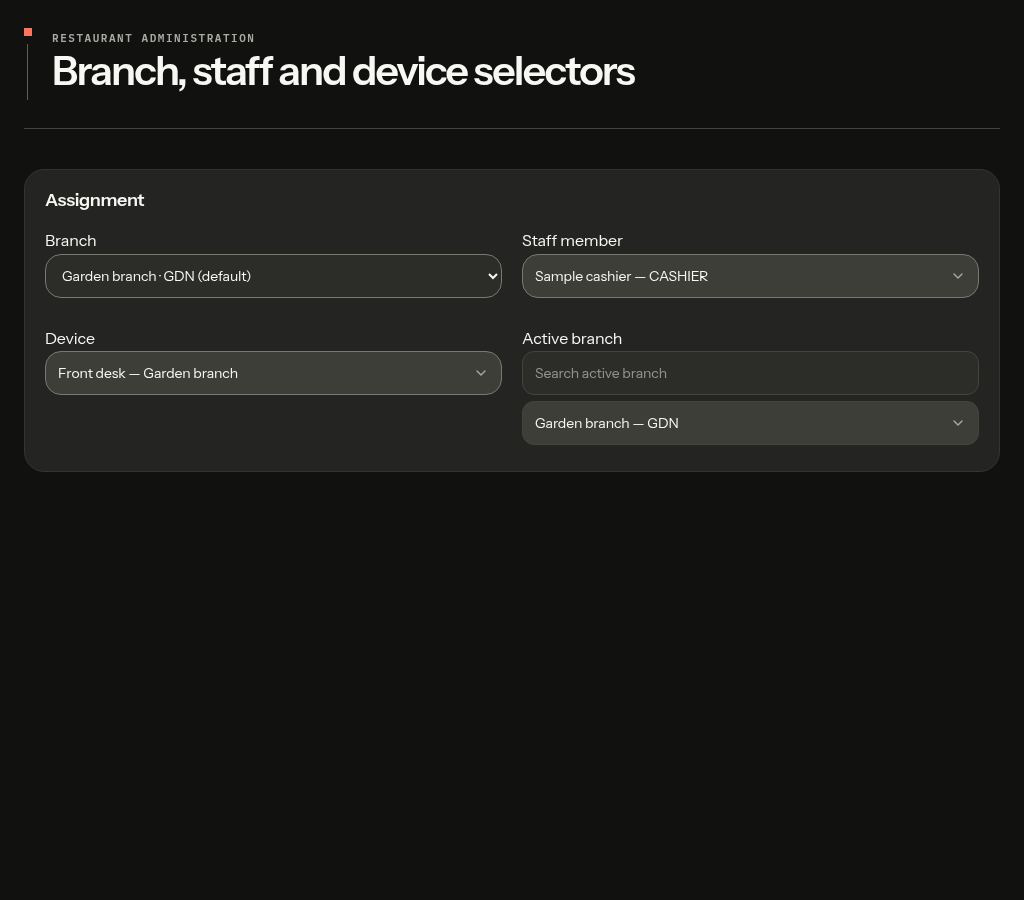 RESTAURANT ADMINISTRATION
Branch, staff and device selectors
Assignment
Branch
Garden branch · GDN (default)
Staff member
Sample cashier — CASHIER
Device
Front desk — Garden branch
Active branch
Search active branch
Garden branch — GDN